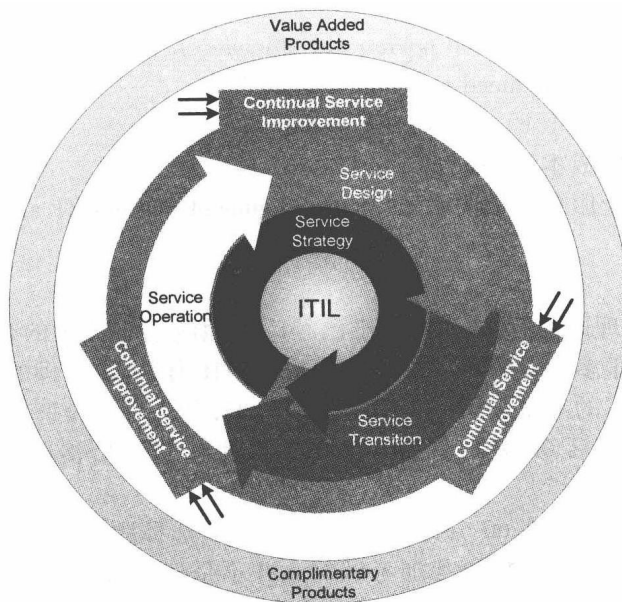 Value Added
Products
Continual Service
Improvement
Service
Design
Service
Strategy
ITIL
Service
Operation
Continual Service
Improvement
Continual Service
Improvement
Service
Transition
Complimentary
Products